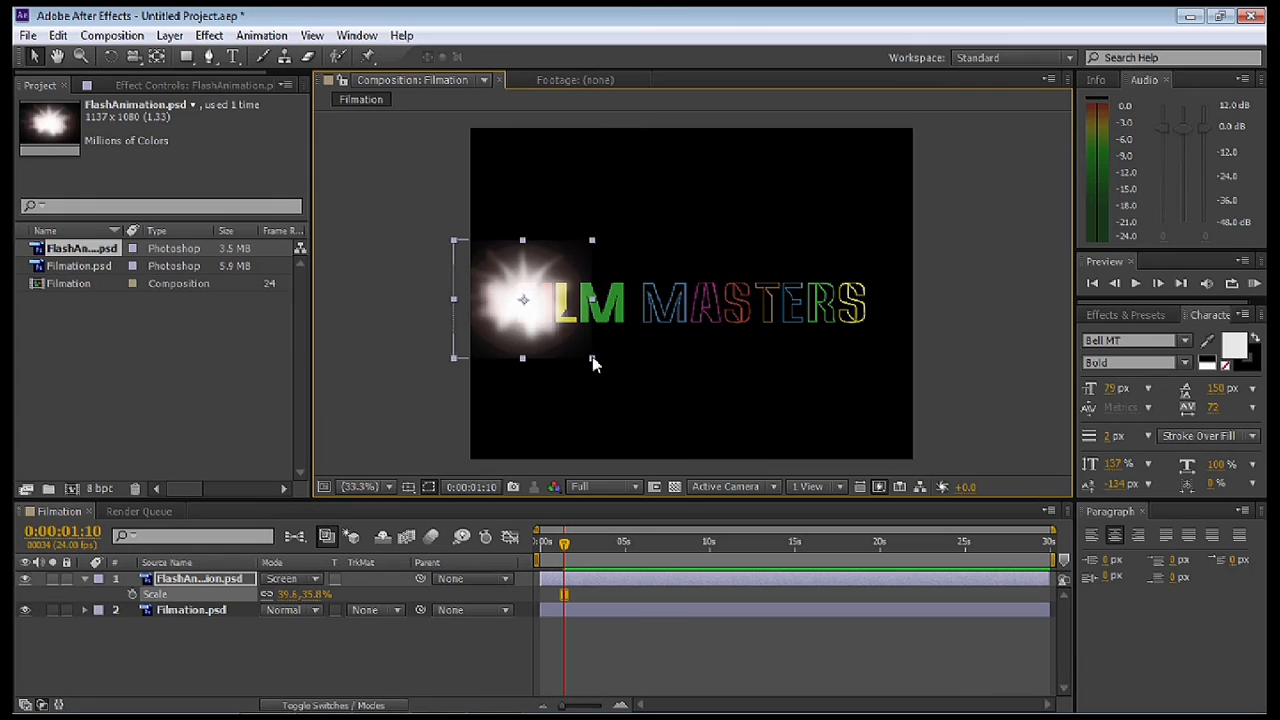 Adobe After Effects - Untitled Project.aep *
File Edit Composition Layer Effect Animation View Window Help
Workspace: Standard Search Help
Project Effect Controls: FlashAnimation.p
Composition: Filmation Footage: (none) Info Audio
Filmation
FlashAnimation.psd , used 1 time
1137 x 1080 (1.33)
Millions of Colors
0.0 12.0 dB
-3.0 0.0 dB
-6.0
-9.0 -12.0
-12.0 -24.0
-15.0
-18.0 -36.0
-21.0
-24.0 -48.0 dB
Name Type Size Frame R
FlashAn....psd Photoshop 3.5 MB
Filmation.psd Photoshop 5.9 MB
Filmation Composition 24
LM MASTERS
Preview
Effects & Presets Characte
Bell MT
Bold
79 px 150 px
Metrics 72
2 px Stroke Over Fill
137 % 100 %
-134 px 0 %
8 bpc (33.3%) 0:00:01:10 Full Active Camera 1 View +0.0
Filmation Render Queue Paragraph
0:00:01:10
00034 (24.00 fps)
0:00s 05s 10s 15s 20s 25s 30s
# Source Name Mode T TrkMat Parent
1 FlashAn...ion.psd Screen None
Scale 39.6,35.8%
2 Filmation.psd Normal None None
0 px 0 px 0 px
0 px 0 px
Toggle Switches / Modes